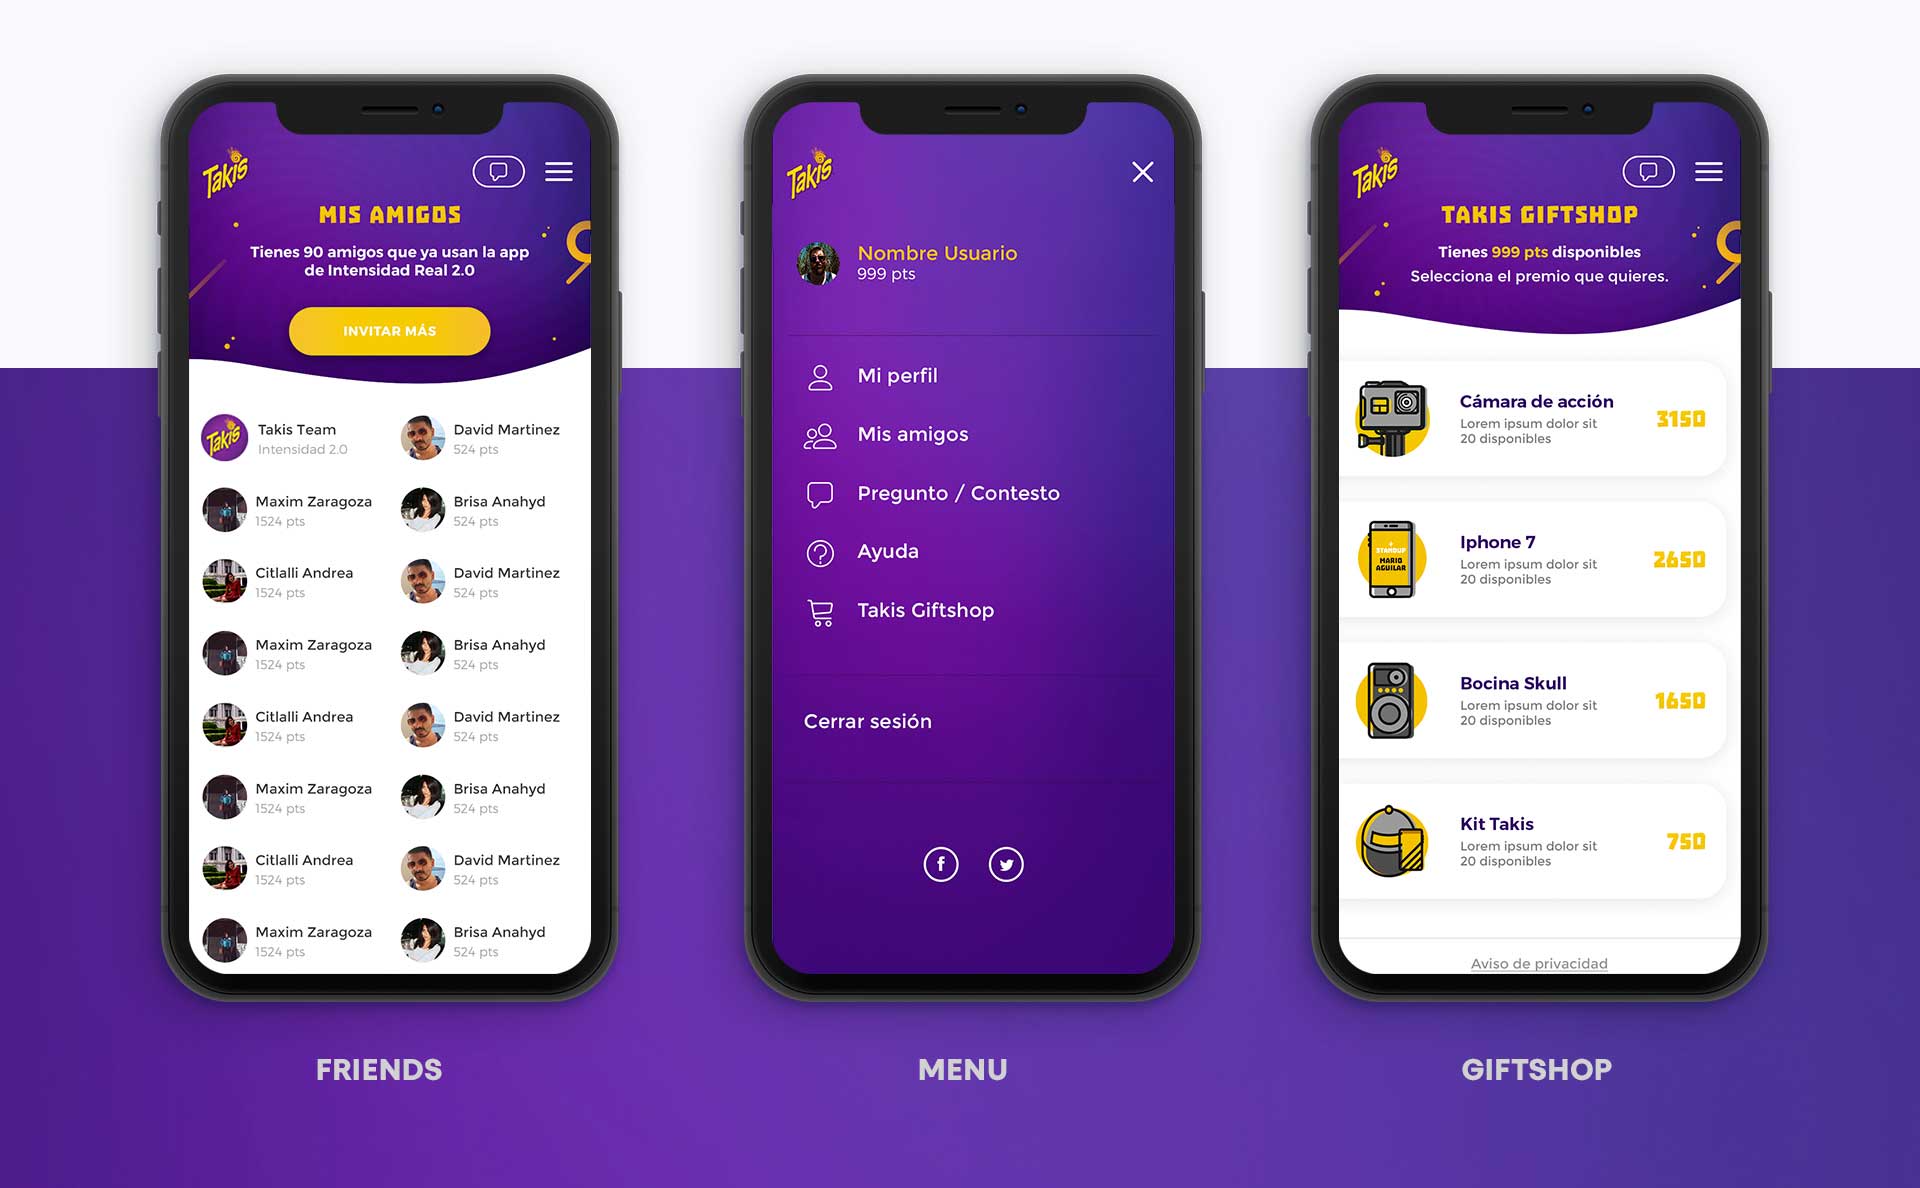 Takis
MIS AMIGOS
Tienes 90 amigos que ya usan la app
de Intensidad Real 2.0
INVITAR MÁS
Takis
Takis Team
Intensidad 2.0
David Martinez
524 pts
Maxim Zaragoza
1524 pts
Brisa Anahyd
524 pts
Citlalli Andrea
1524 pts
David Martinez
524 pts
Maxim Zaragoza
1524 pts
Brisa Anahyd
524 pts
Citlalli Andrea
1524 pts
David Martinez
524 pts
Maxim Zaragoza
1524 pts
Brisa Anahyd
524 pts
Citlalli Andrea
1524 pts
David Martinez
524 pts
Maxim Zaragoza
1524 pts
Brisa Anahyd
524 pts
FRIENDS
Takis
Nombre Usuario
999 pts
Mi perfil
Mis amigos
Pregunto / Contesto
Ayuda
Takis Giftshop
Cerrar sesión
MENU
Takis
TAKIS GIFTSHOP
Tienes 999 pts disponibles
Selecciona el premio que quieres.
Cámara de acción
Lorem ipsum dolor sit
20 disponibles
3150
STANDUP
MARIO
AGUILAR
Iphone 7
Lorem ipsum dolor sit
20 disponibles
2650
Bocina Skull
Lorem ipsum dolor sit
20 disponibles
1650
Kit Takis
Lorem ipsum dolor sit
20 disponibles
750
Aviso de privacidad
GIFTSHOP